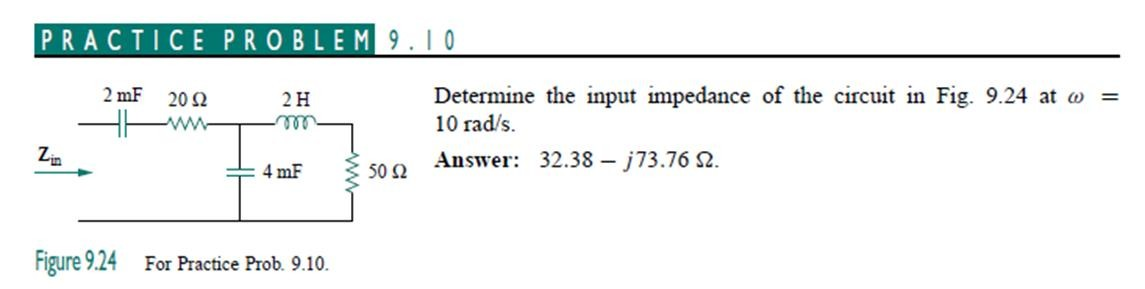 PRACTICE PROBLEM 9.10
2 mF 20 Ω 2 H
Zin
4 mF 50 Ω
Determine the input impedance of the circuit in Fig. 9.24 at ω =
10 rad/s.
Answer: 32.38 – j73.76 Ω.
Figure 9.24 For Practice Prob. 9.10.